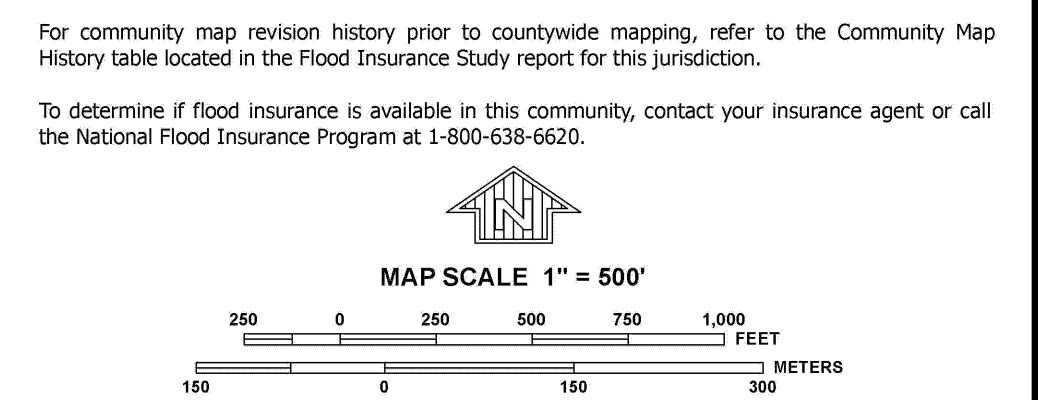 For community map revision history prior to countywide mapping, refer to the Community Map
History table located in the Flood Insurance Study report for this jurisdiction.
To determine if flood insurance is available in this community, contact your insurance agent or call
the National Flood Insurance Program at 1-800-638-6620.
N
MAP SCALE 1" = 500'
250 0 250 500 750 1,000
FEET
METERS
150 0 150 300